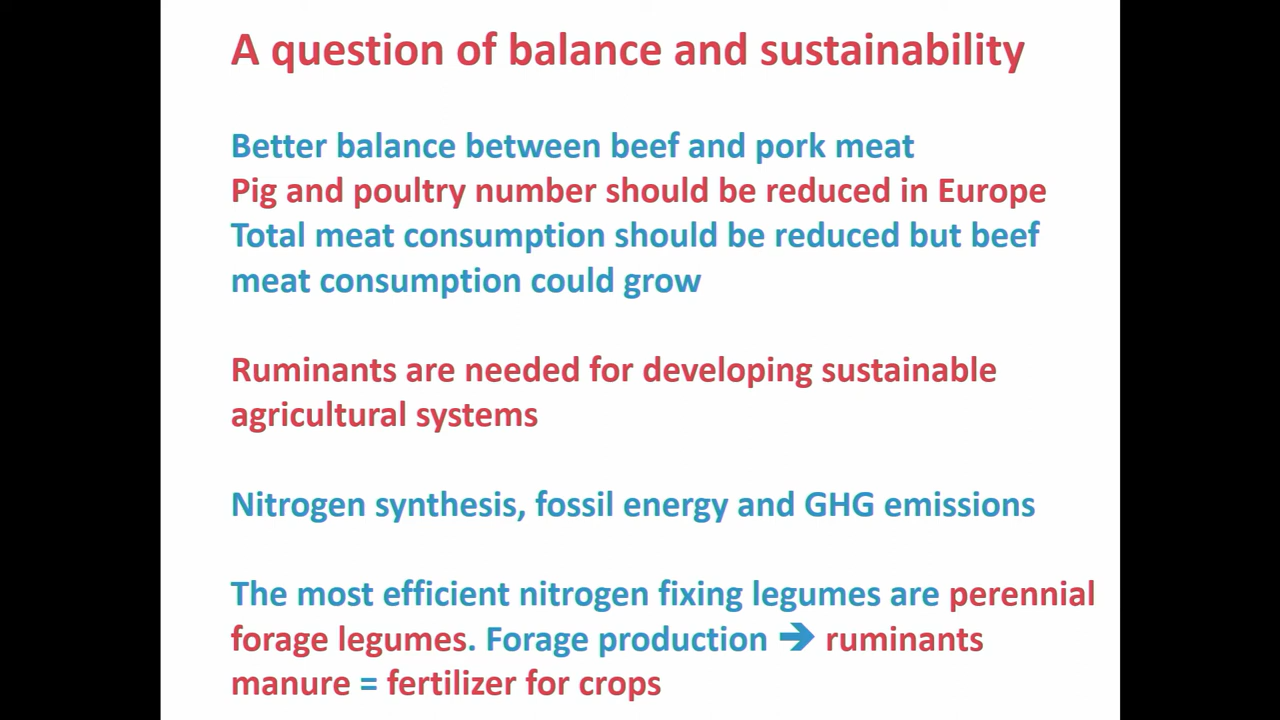 A question of balance and sustainability
Better balance between beef and pork meat
Pig and poultry number should be reduced in Europe
Total meat consumption should be reduced but beef
meat consumption could grow
Ruminants are needed for developing sustainable
agricultural systems
Nitrogen synthesis, fossil energy and GHG emissions
The most efficient nitrogen fixing legumes are perennial
forage legumes. Forage production ➔ ruminants
manure = fertilizer for crops